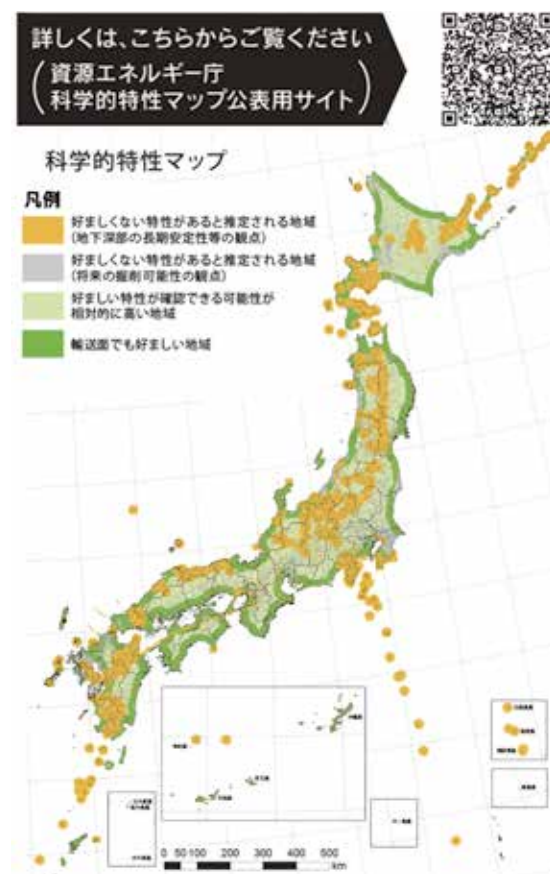 詳しくは、こちらからご覧ください
(資源エネルギー庁
科学的特性マップ公表用サイト)
科学的特性マップ
凡例
好ましくない特性があると推定される地域
(地下深部の長期安定性等の観点)
好ましくない特性があると推定される地域
(将来の掘削可能性の観点)
好ましい特性が確認できる可能性が
相対的に高い地域
輸送面でも好ましい地域
0 50 100 200 300 400 500
km